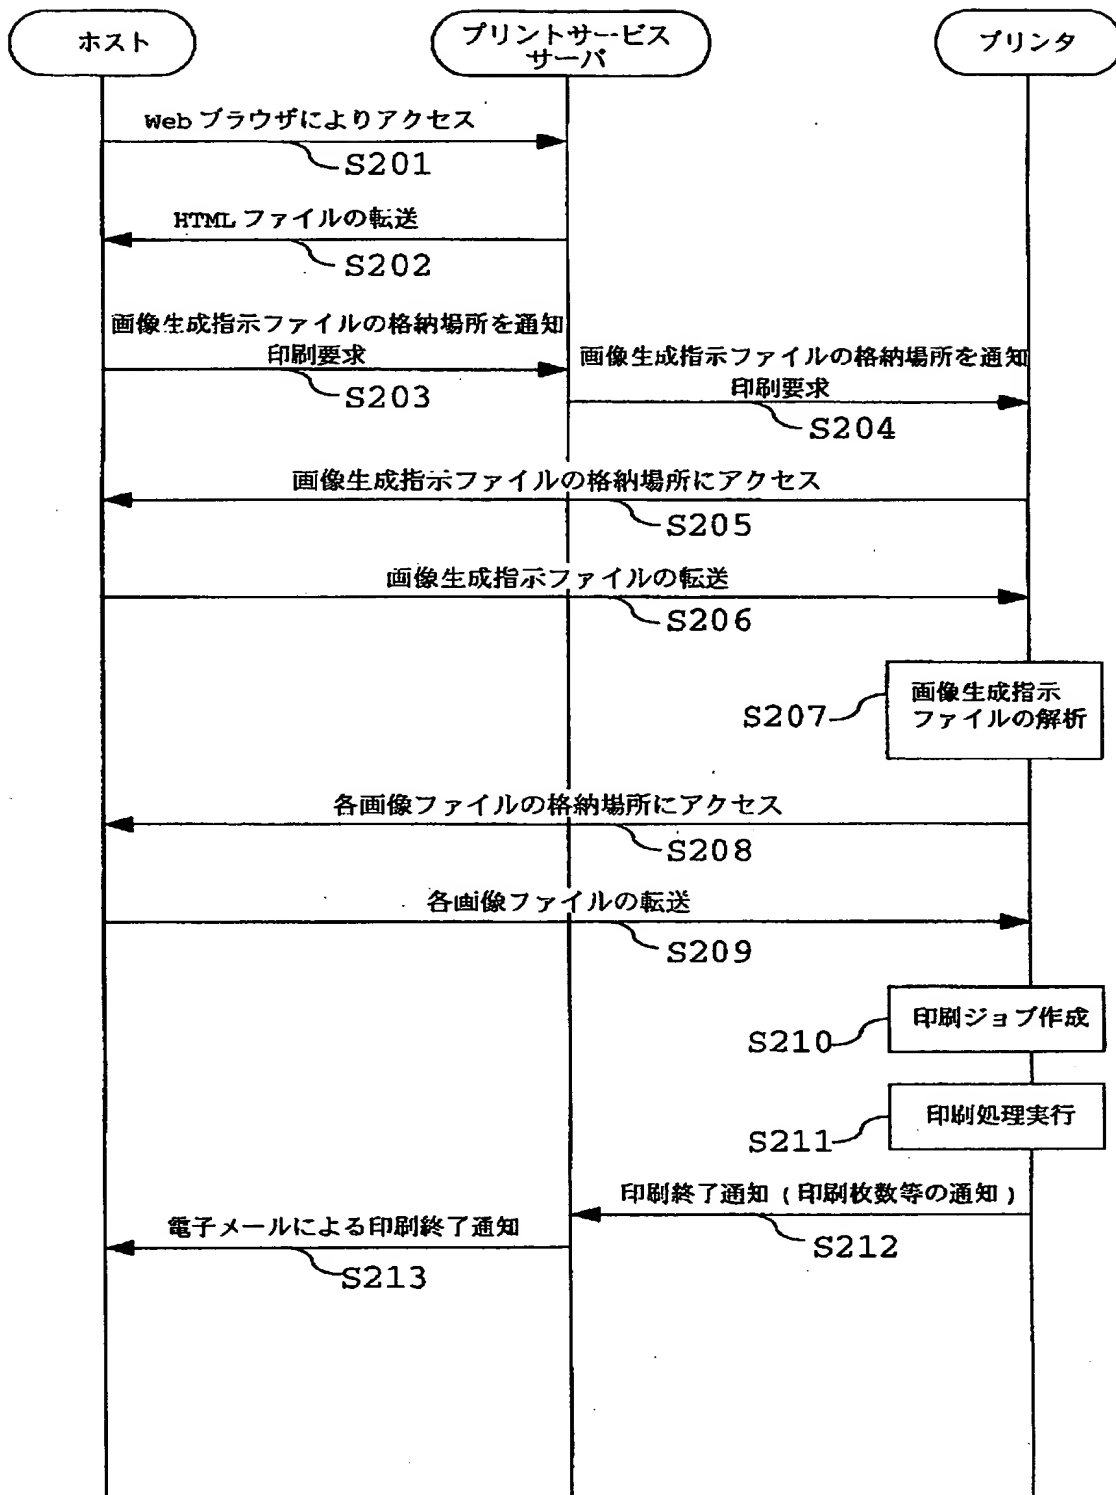 ホスト
プリントサービス
サーバ
プリンタ
Web ブラウザによりアクセス
S201
HTML ファイルの転送
S202
画像生成指示ファイルの格納場所を通知
印刷要求
S203
画像生成指示ファイルの格納場所を通知
印刷要求
S204
画像生成指示ファイルの格納場所にアクセス
S205
画像生成指示ファイルの転送
S206
画像生成指示
ファイルの解析
S207
各画像ファイルの格納場所にアクセス
S208
各画像ファイルの転送
S209
印刷ジョブ作成
S210
印刷処理実行
S211
印刷終了通知（印刷枚数等の通知）
S212
電子メールによる印刷終了通知
S213